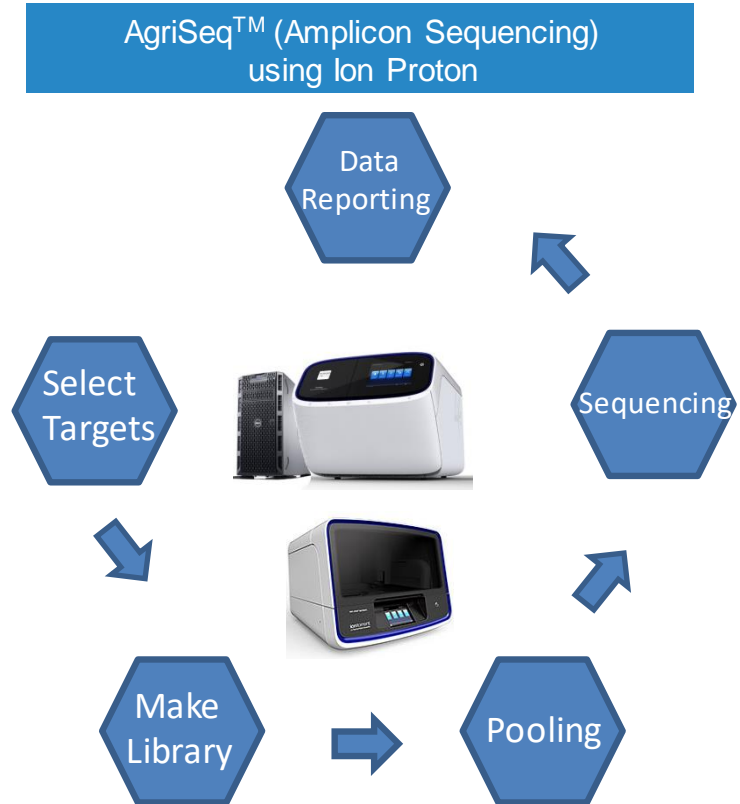 AgriSeq™ (Amplicon Sequencing)
using Ion Proton
Data
Reporting
Select
Targets
Sequencing
Make
Library
Pooling